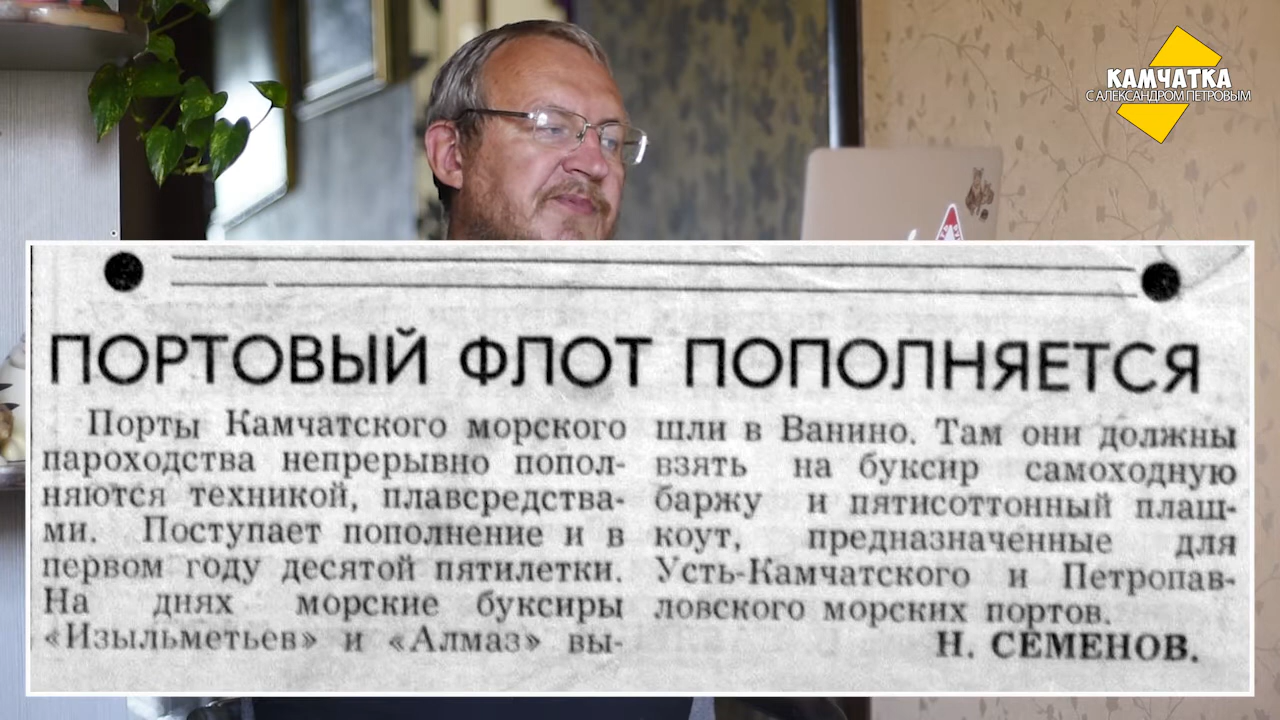 КАМЧАТКА
С АЛЕКСАНДРОМ ПЕТРОВЫМ
ПОРТОВЫЙ ФЛОТ ПОПОЛНЯЕТСЯ
Порты Камчатского морского
пароходства непрерывно попол-
няются техникой, плавсредства-
ми. Поступает пополнение и в
первом году десятой пятилетки.
На днях морские буксиры
«Изыльметьев» и «Алмаз» вы-
шли в Ванино. Там они должны
взять на буксир самоходную
баржу и пятисоттонный плаш-
коут, предназначенные для
Усть-Камчатского и Петропав-
ловского морских портов.
Н. СЕМЕНОВ.